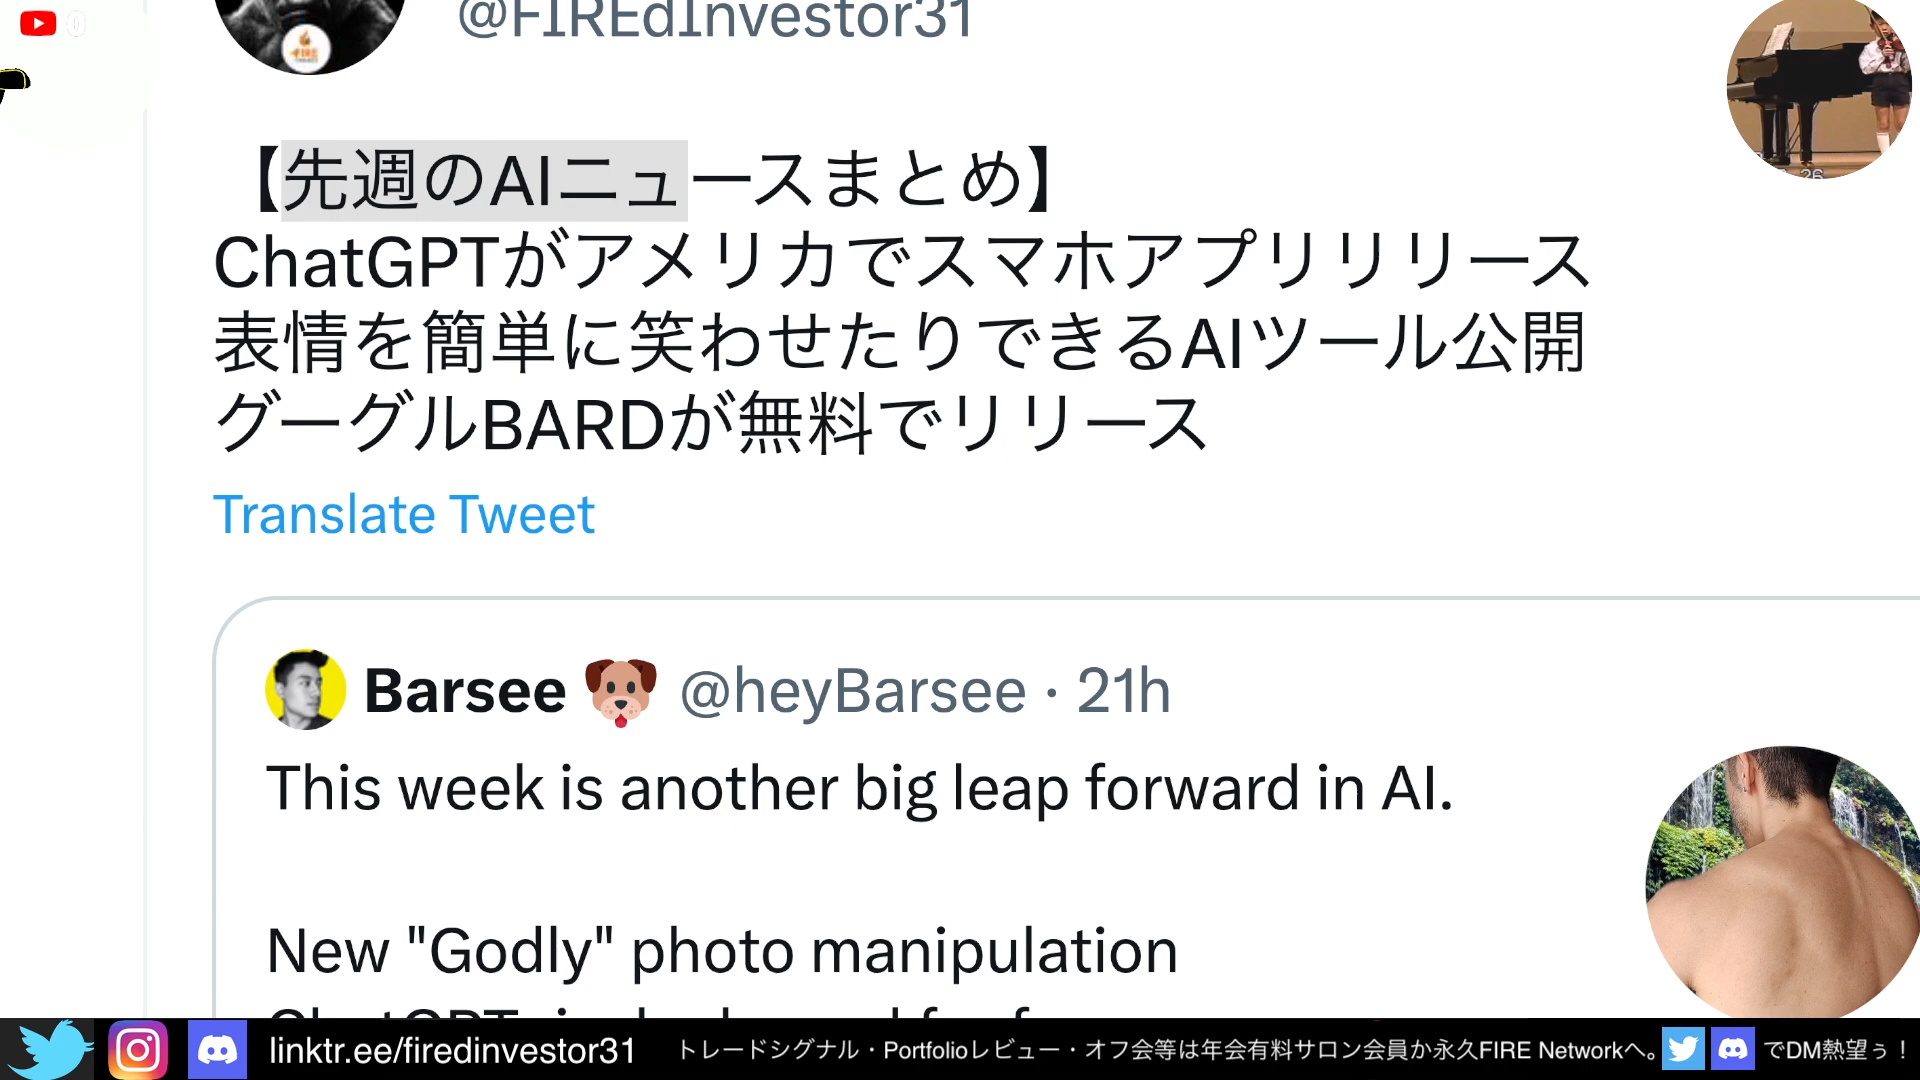 0
@FIREdInvestor31
【先週のAIニュースまとめ】
ChatGPTがアメリカでスマホアプリリリース
表情を簡単に笑わせたりできるAIツール公開
グーグルBARDが無料でリリース
Translate Tweet
Barsee @heyBarsee · 21h
This week is another big leap forward in AI.
New "Godly" photo manipulation
linktr.ee/firedinvestor31 トレードシグナル・Portfolioレビュー・オフ会等は年会有料サロン会員か永久FIRE Networkへ。 でDM熱望ぅ！